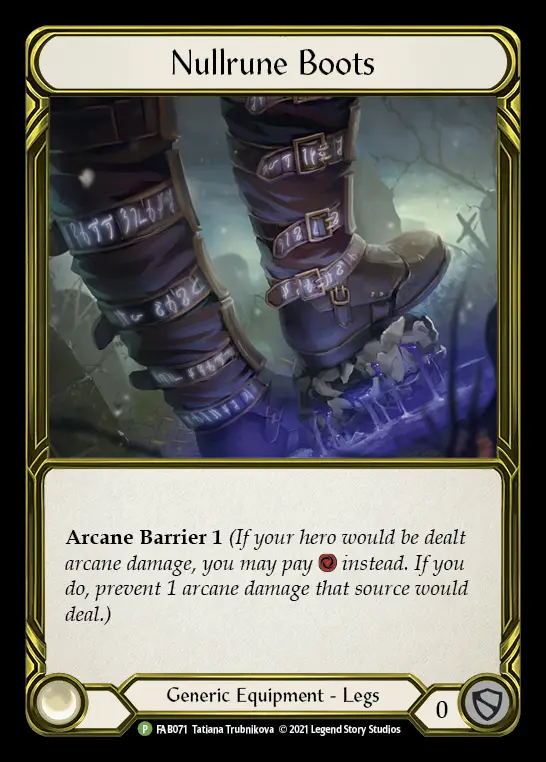 Nullrune Boots
Arcane Barrier 1 (If your hero would be dealt
arcane damage, you may pay instead. If you
do, prevent 1 arcane damage that source would
deal.)
Generic Equipment - Legs
0
P FAB071 Tatiana Trubnikova © 2021 Legend Story Studios